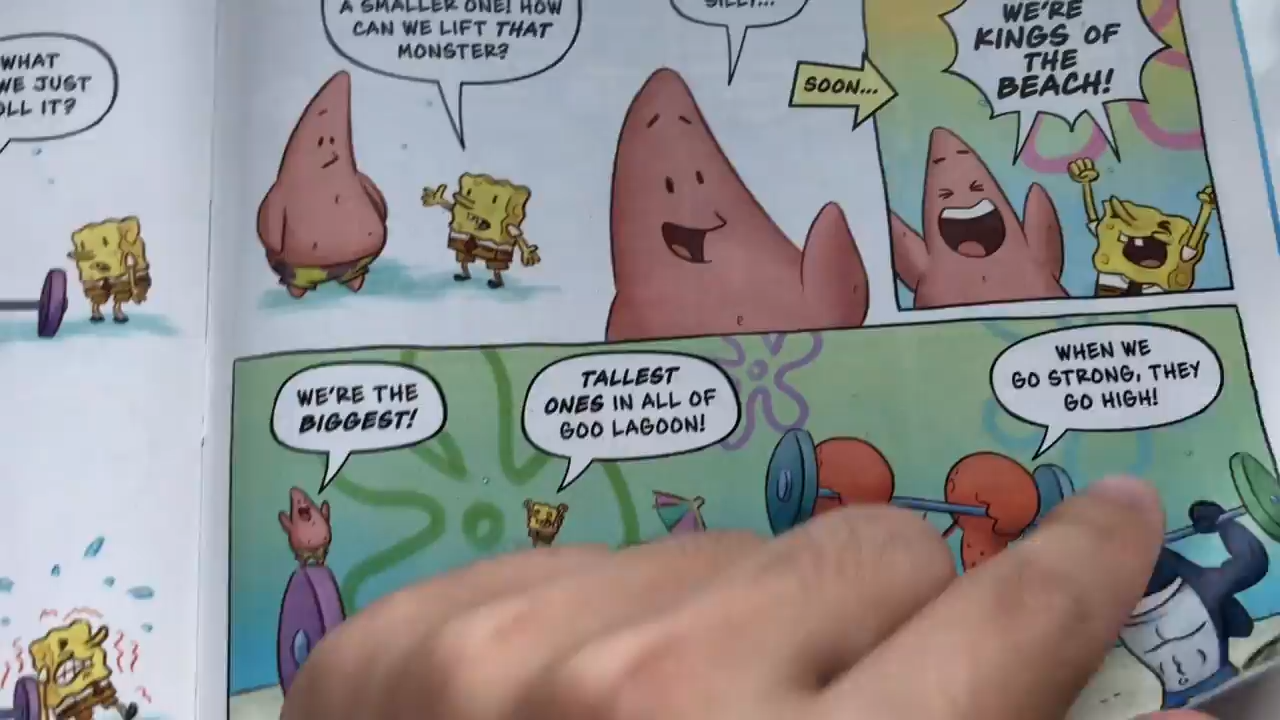 WHAT
WE JUST
LL IT?
A SMALLER ONE! HOW
CAN WE LIFT THAT
MONSTER?
SILLY...
SOON...
WE'RE
KINGS OF
THE
BEACH!
WE'RE THE
BIGGEST!
TALLEST
ONES IN ALL OF
GOO LAGOON!
WHEN WE
GO STRONG, THEY
GO HIGH!